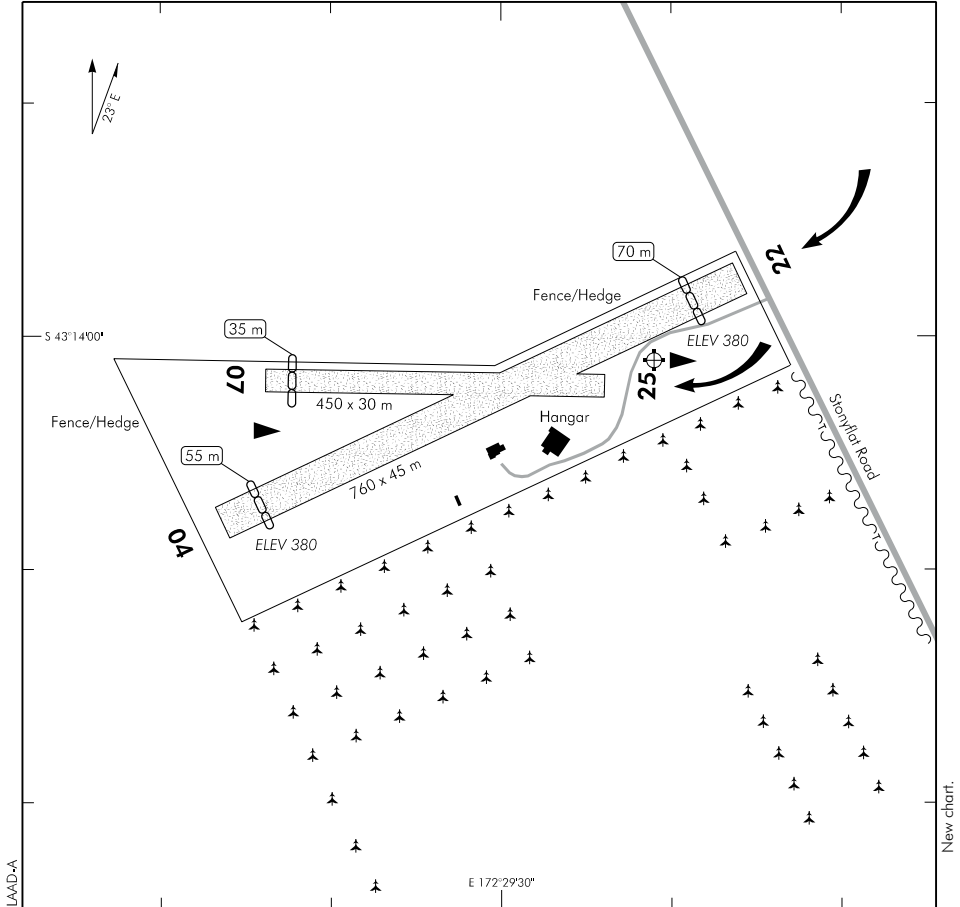 23° E
22
70 m
Fence/Hedge
S 43°14'00"
35 m
ELEV 380
07
25
450 x 30 m
Fence/Hedge
Hangar
Stonyflat Road
55 m
760 x 45 m
04
ELEV 380
New chart.
LAAD-A
E 172°29'30"